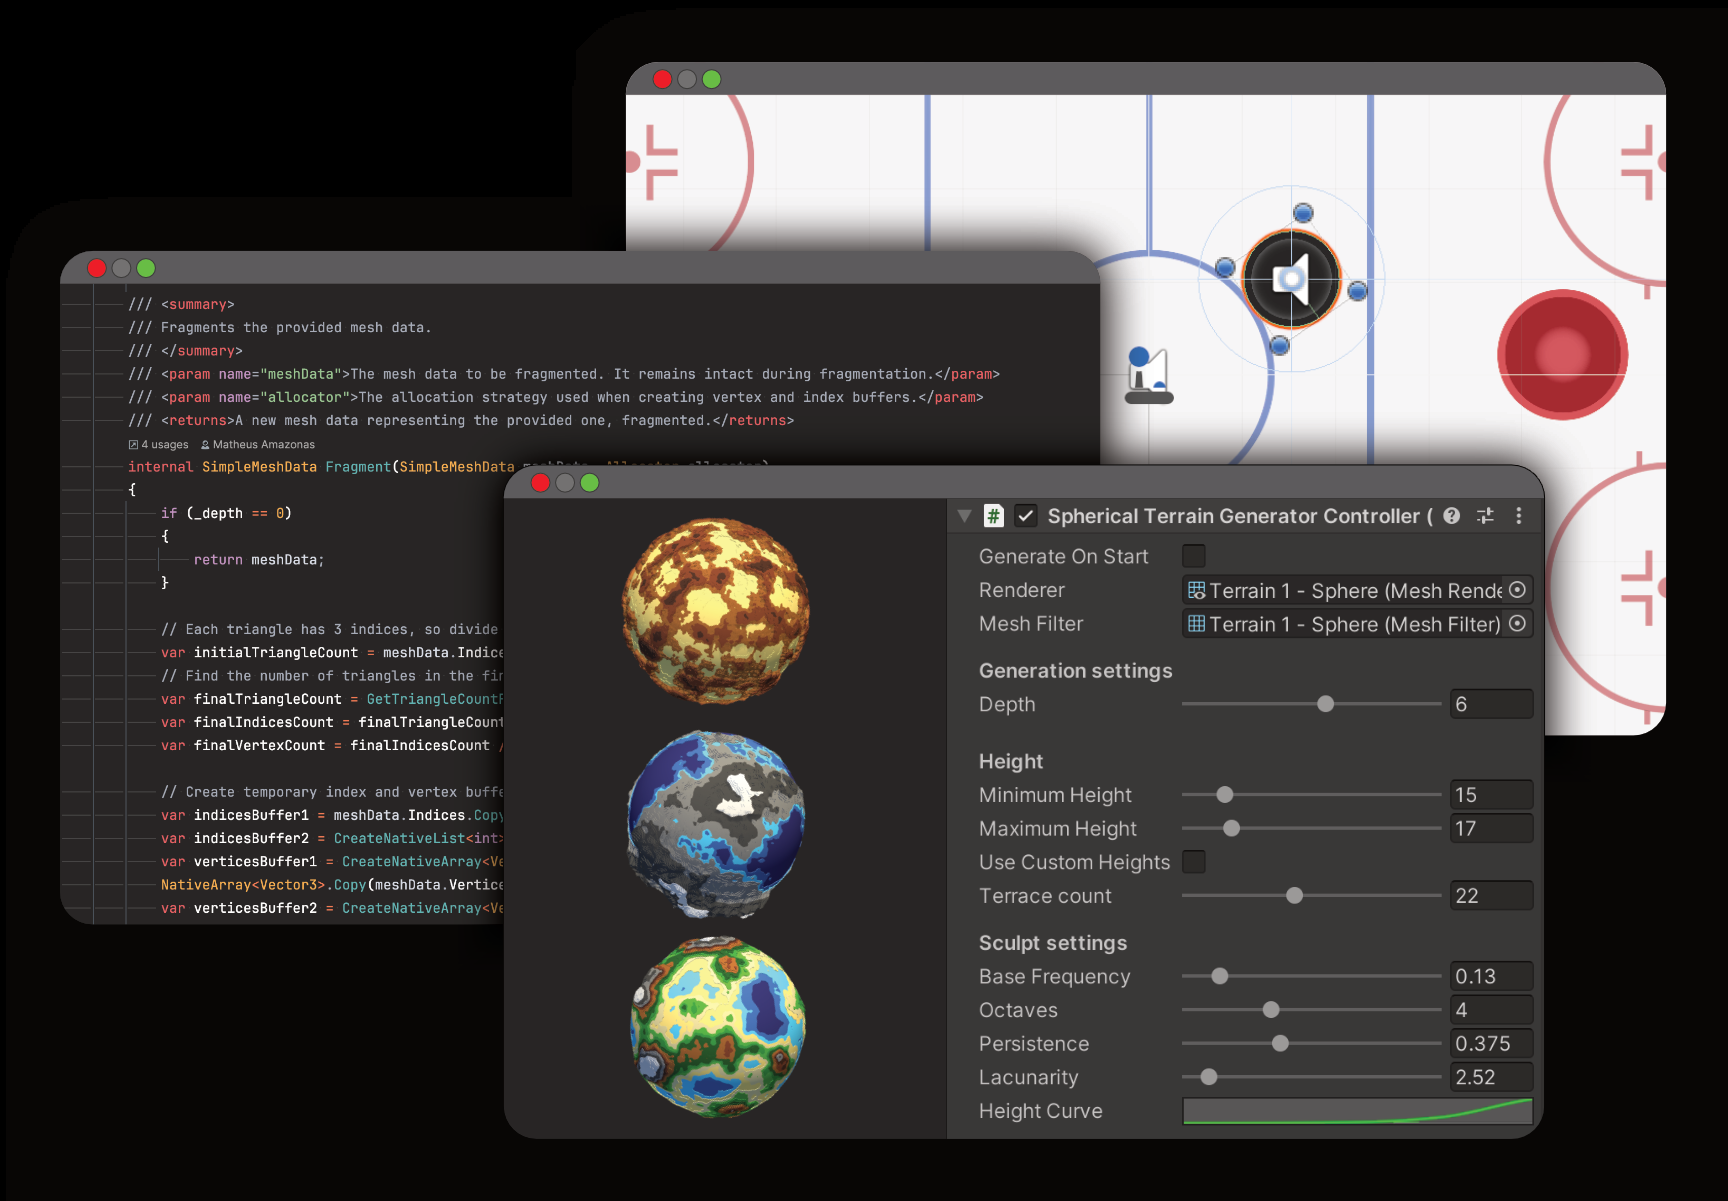 /// <summary>
/// Fragments the provided mesh data.
/// </summary>
/// <param name="meshData">The mesh data to be fragmented. It remains intact during fragmentation.</param>
/// <param name="allocator">The allocation strategy used when creating vertex and index buffers.</param>
/// <returns>A new mesh data representing the provided one, fragmented.</returns>
4 usages Matheus Amazonas
internal SimpleMeshData Fragment(SimpleMeshData
{
if (_depth == 0)
{
return meshData;
}
// Each triangle has 3 indices, so divide
var initialTriangleCount = meshData.Indice
// Find the number of triangles in the fin
var finalTriangleCount = GetTriangleCountF
var finalIndicesCount = finalTriangleCount
var finalVertexCount = finalIndicesCount /
// Create temporary index and vertex buffe
var indicesBuffer1 = meshData.Indices.Copy
var indicesBuffer2 = CreateNativeList<int>
var verticesBuffer1 = CreateNativeArray<Ve
NativeArray<Vector3>.Copy(meshData.Vertice
var verticesBuffer2 = CreateNativeArray<Ve
# Spherical Terrain Generator Controller (
Generate On Start
Renderer Terrain 1 - Sphere (Mesh Rende
Mesh Filter Terrain 1 - Sphere (Mesh Filter)
Generation settings
Depth 6
Height
Minimum Height 15
Maximum Height 17
Use Custom Heights
Terrace count 22
Sculpt settings
Base Frequency 0.13
Octaves 4
Persistence 0.375
Lacunarity 2.52
Height Curve